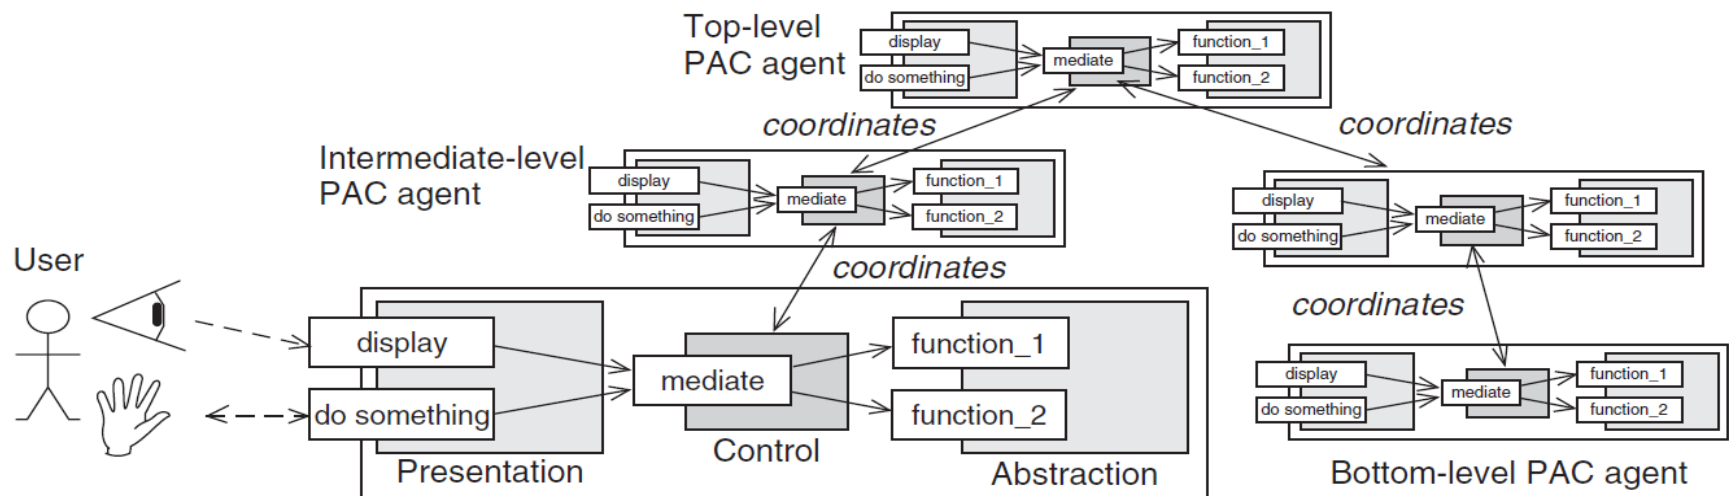 Top-level
PAC agent
display
do something
mediate
function_1
function_2
coordinates
coordinates
Intermediate-level
PAC agent
display
do something
mediate
function_1
function_2
display
do something
mediate
function_1
function_2
User
coordinates
coordinates
display
do something
mediate
function_1
function_2
Presentation
Control
Abstraction
display
do something
mediate
function_1
function_2
Bottom-level PAC agent